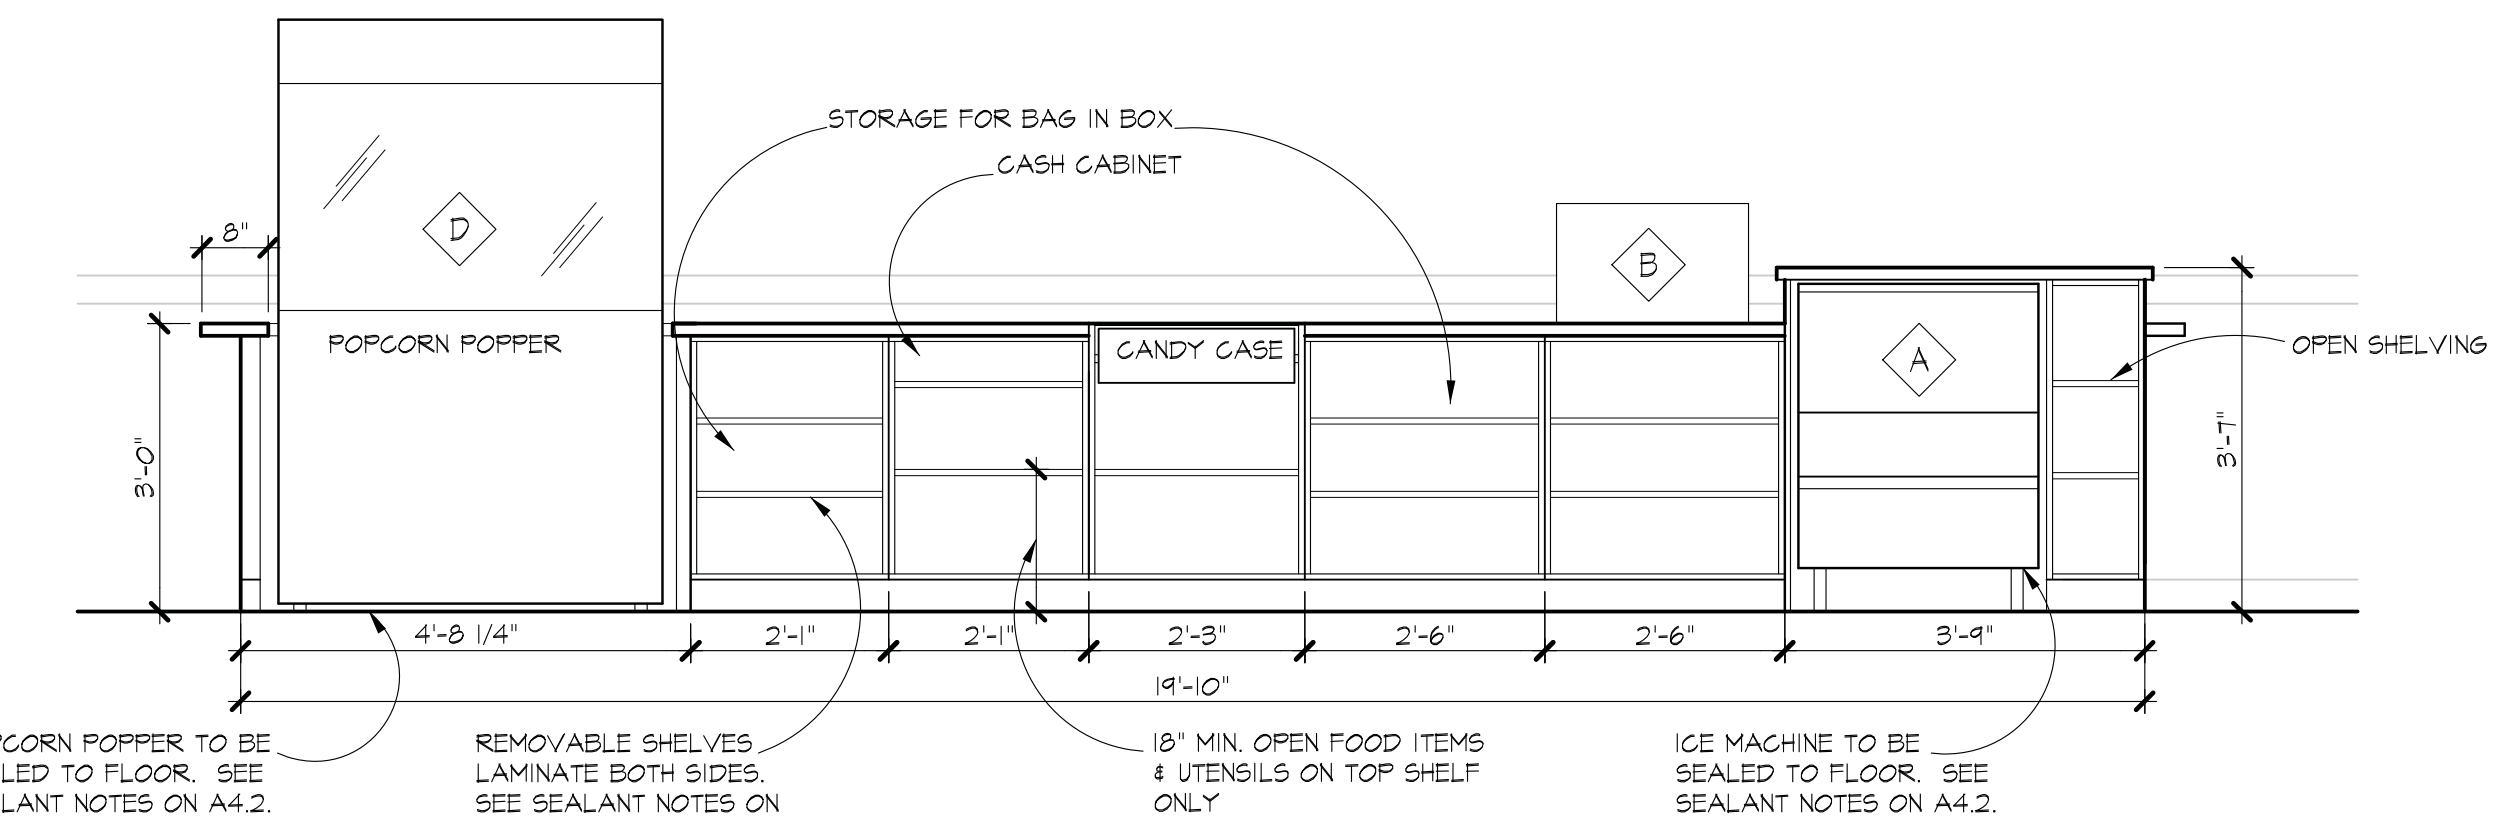 STORAGE FOR BAG IN BOX
CASH CABINET
8"
D
B
POPCORN POPPER
CANDY CASE
A
OPEN SHELVING
3'-0"
3'-7"
4'-8 1/4"
2'-1"
2'-1"
2'-3"
2'-6"
2'-6"
3'-9"
19'-10"
POPPER TO BE
TO FLOOR. SEE
NOTES ON A4.2.
REMOVABLE SHELVES
LAMINATE BOTH SIDES.
SEE SEALANT NOTES ON
18" MIN. OPEN FOOD ITEMS
& UTENSILS ON TOP SHELF
ONLY
ICE MACHINE TO BE
SEALED TO FLOOR. SEE
SEALANT NOTES ON A4.2.